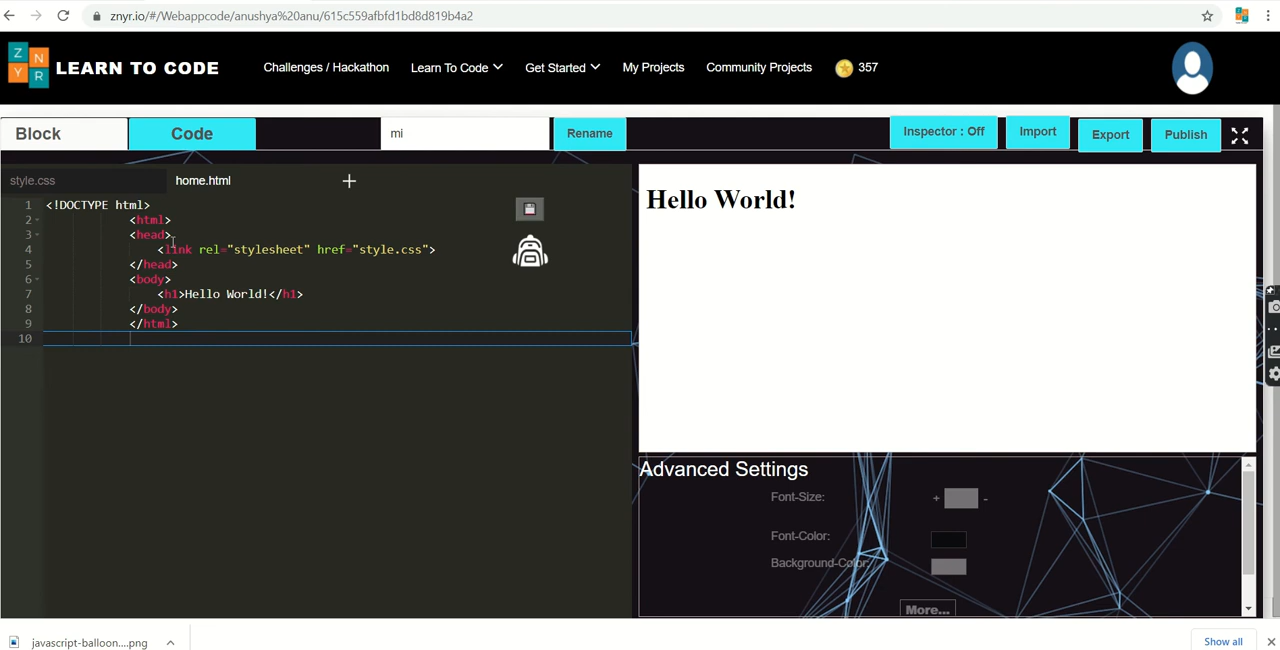 znyr.io/#/Webappcode/anushya%20anu/615c559afbfd1bd8d819b4a2
Z N Y R LEARN TO CODE Challenges / Hackathon Learn To Code Get Started My Projects Community Projects 357
Block Code mi Rename Inspector : Off Import Export Publish
style.css home.html +
1 <!DOCTYPE html>
2 <html>
3 <head>
4 <link rel="stylesheet" href="style.css">
5 </head>
6 <body>
7 <h1>Hello World!</h1>
8 </body>
9 </html>
10
Hello World!
Advanced Settings
Font-Size: + -
Font-Color:
Background-Color:
More...
javascript-balloon....png Show all